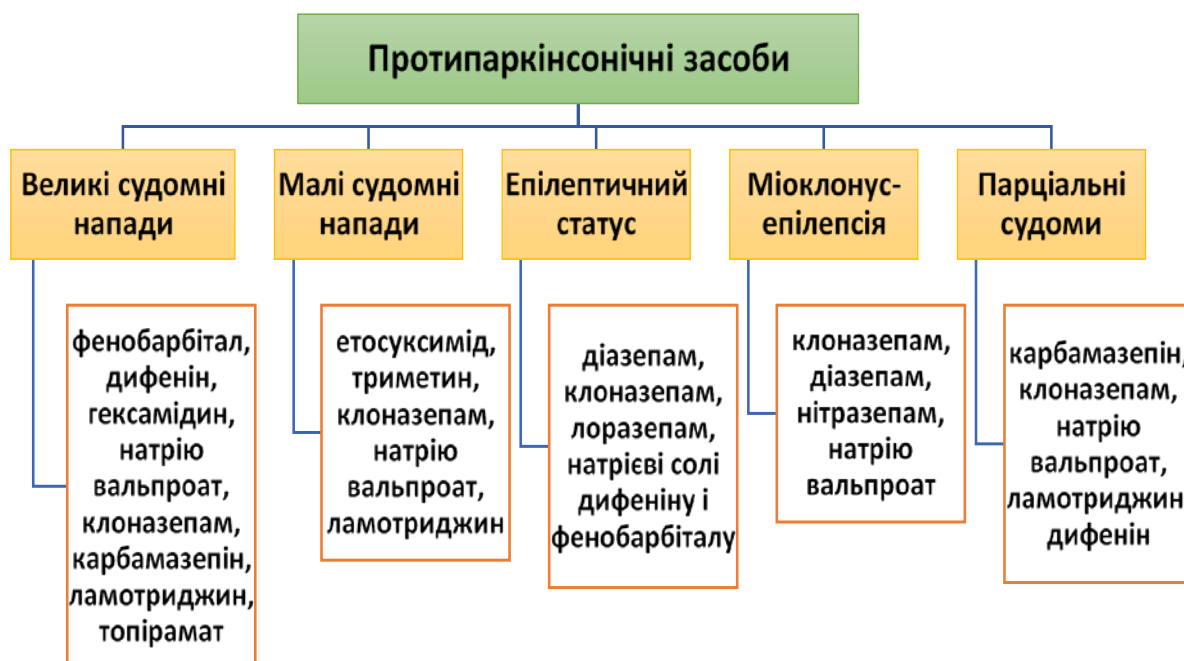 Протипаркінсонічні засоби
Великі судомні
напади
Малі судомні
напади
Епілептичний
статус
Міоклонус-
епілепсія
Парціальні
судоми
фенобарбітал,
дифенін,
гексамідин,
натрію
вальпроат,
клоназепам,
карбамазепін,
ламотриджин,
топірамат
етосуксимід,
триметин,
клоназепам,
натрію
вальпроат,
ламотриджин
діазепам,
клоназепам,
лоразепам,
натрієві солі
дифеніну і
фенобарбіталу
клоназепам,
діазепам,
нітразепам,
натрію
вальпроат
карбамазепін,
клоназепам,
натрію
вальпроат,
ламотриджин
дифенін